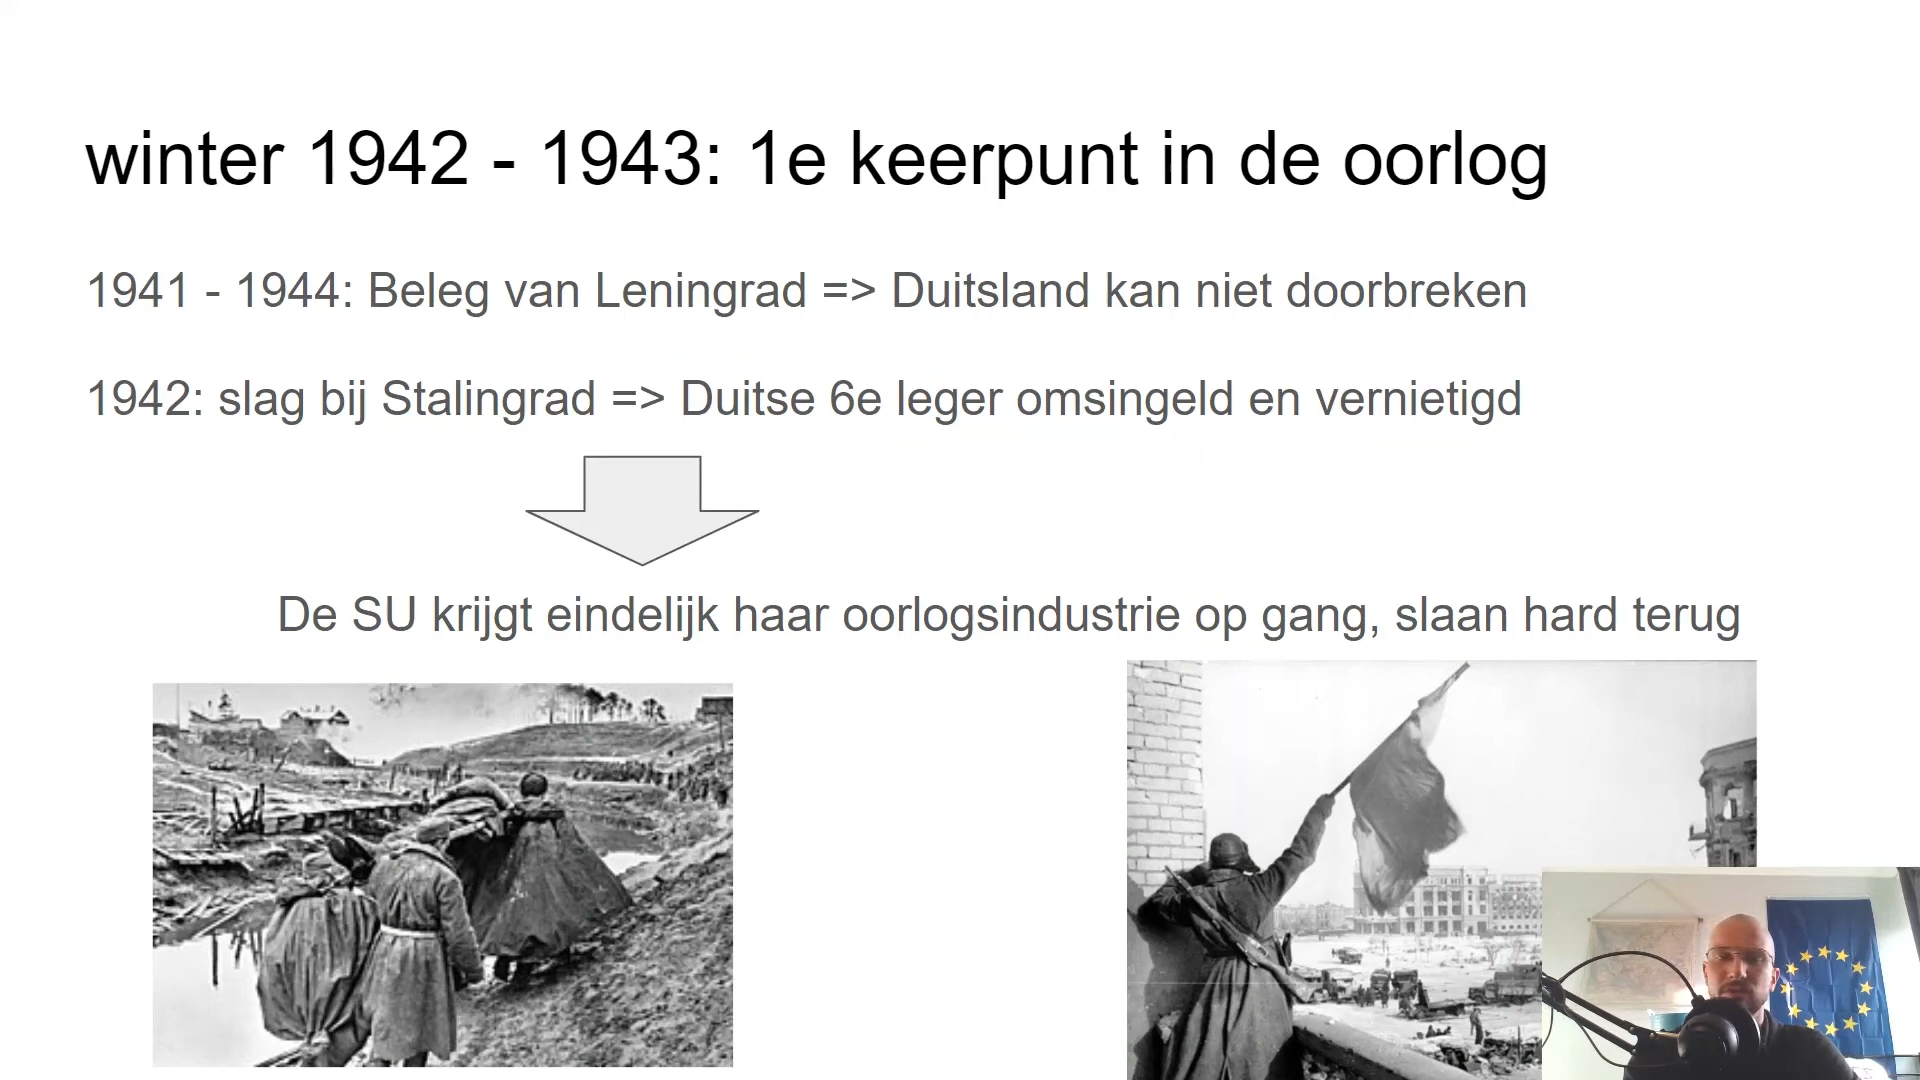 winter 1942 - 1943: 1e keerpunt in de oorlog
1941 - 1944: Beleg van Leningrad => Duitsland kan niet doorbreken
1942: slag bij Stalingrad => Duitse 6e leger omsingeld en vernietigd
De SU krijgt eindelijk haar oorlogsindustrie op gang, slaan hard terug